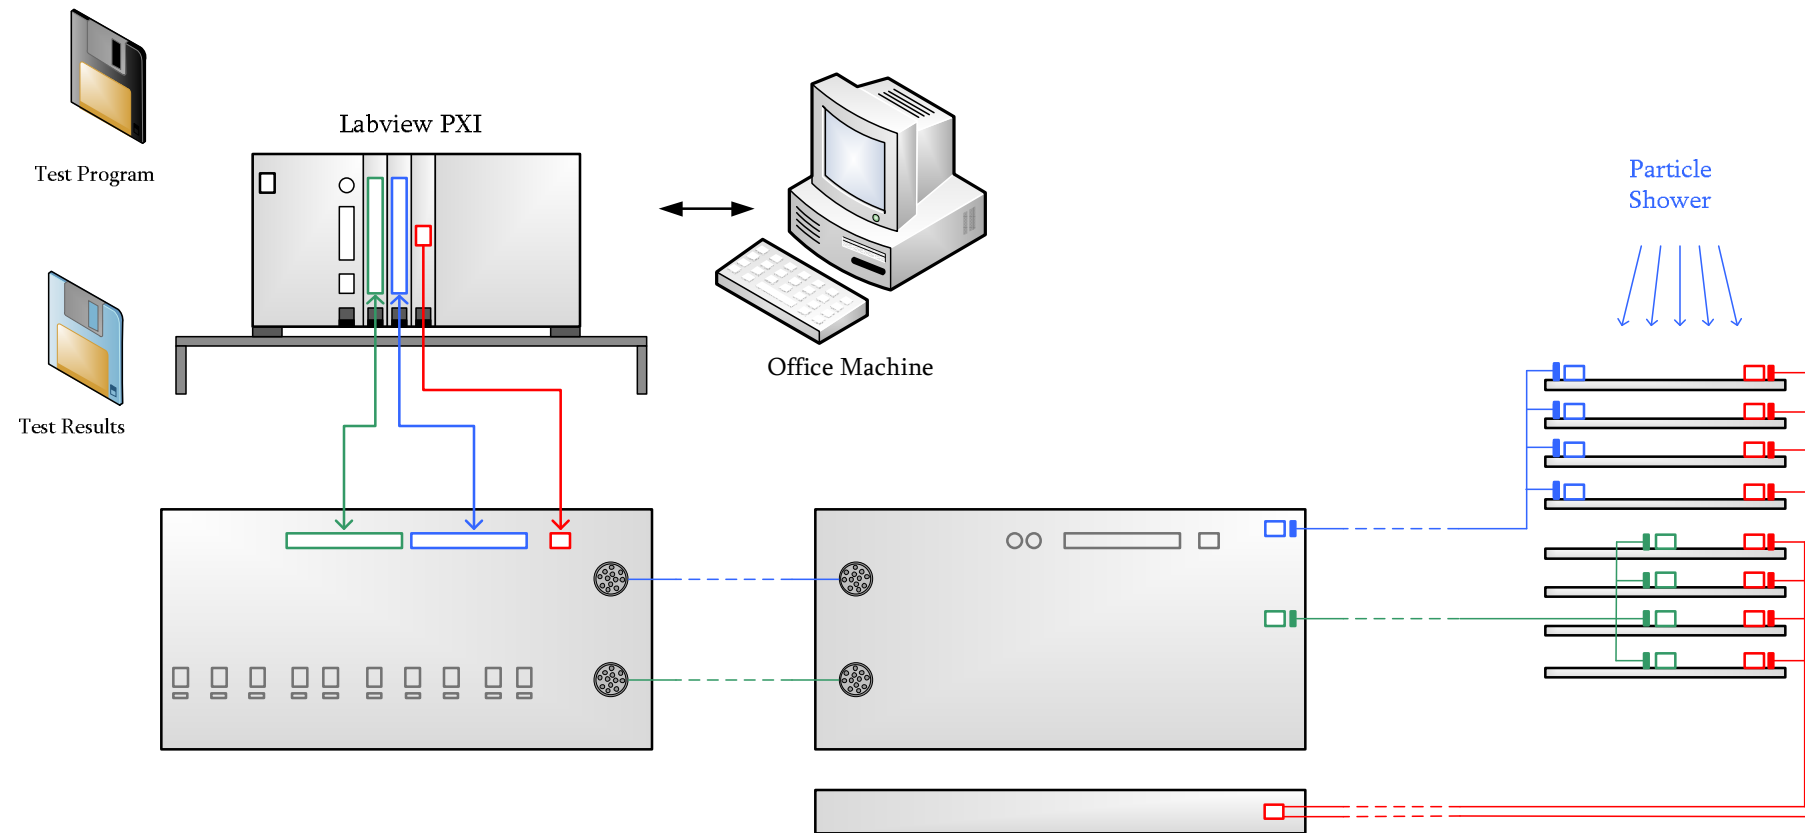 Labview PXI
Test Program
Particle
Shower
Office Machine
Test Results